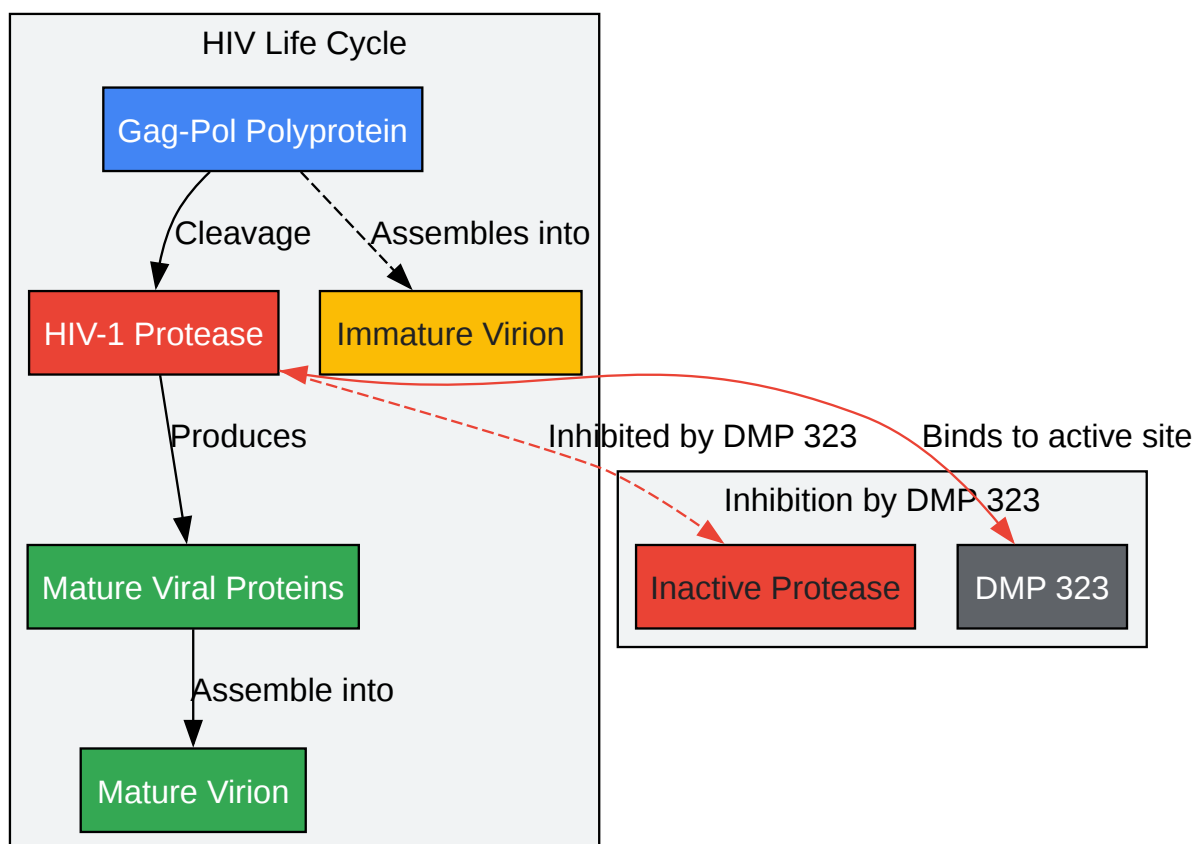 HIV Life Cycle
Gag-Pol Polyprotein
Cleavage
Assembles into
HIV-1 Protease
Immature Virion
Produces
Inhibited by DMP 323
Binds to active site
Inhibition by DMP 323
Mature Viral Proteins
Inactive Protease
DMP 323
Assemble into
Mature Virion